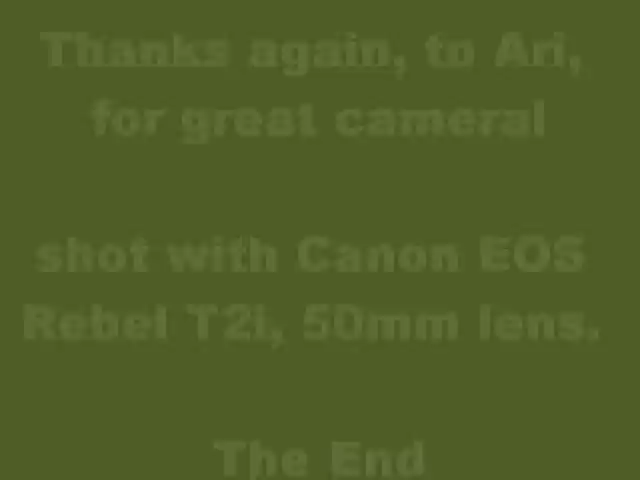 Thanks again, to Ari,
for great camera!
shot with Canon EOS
Rebel T2i, 50mm lens.
The End